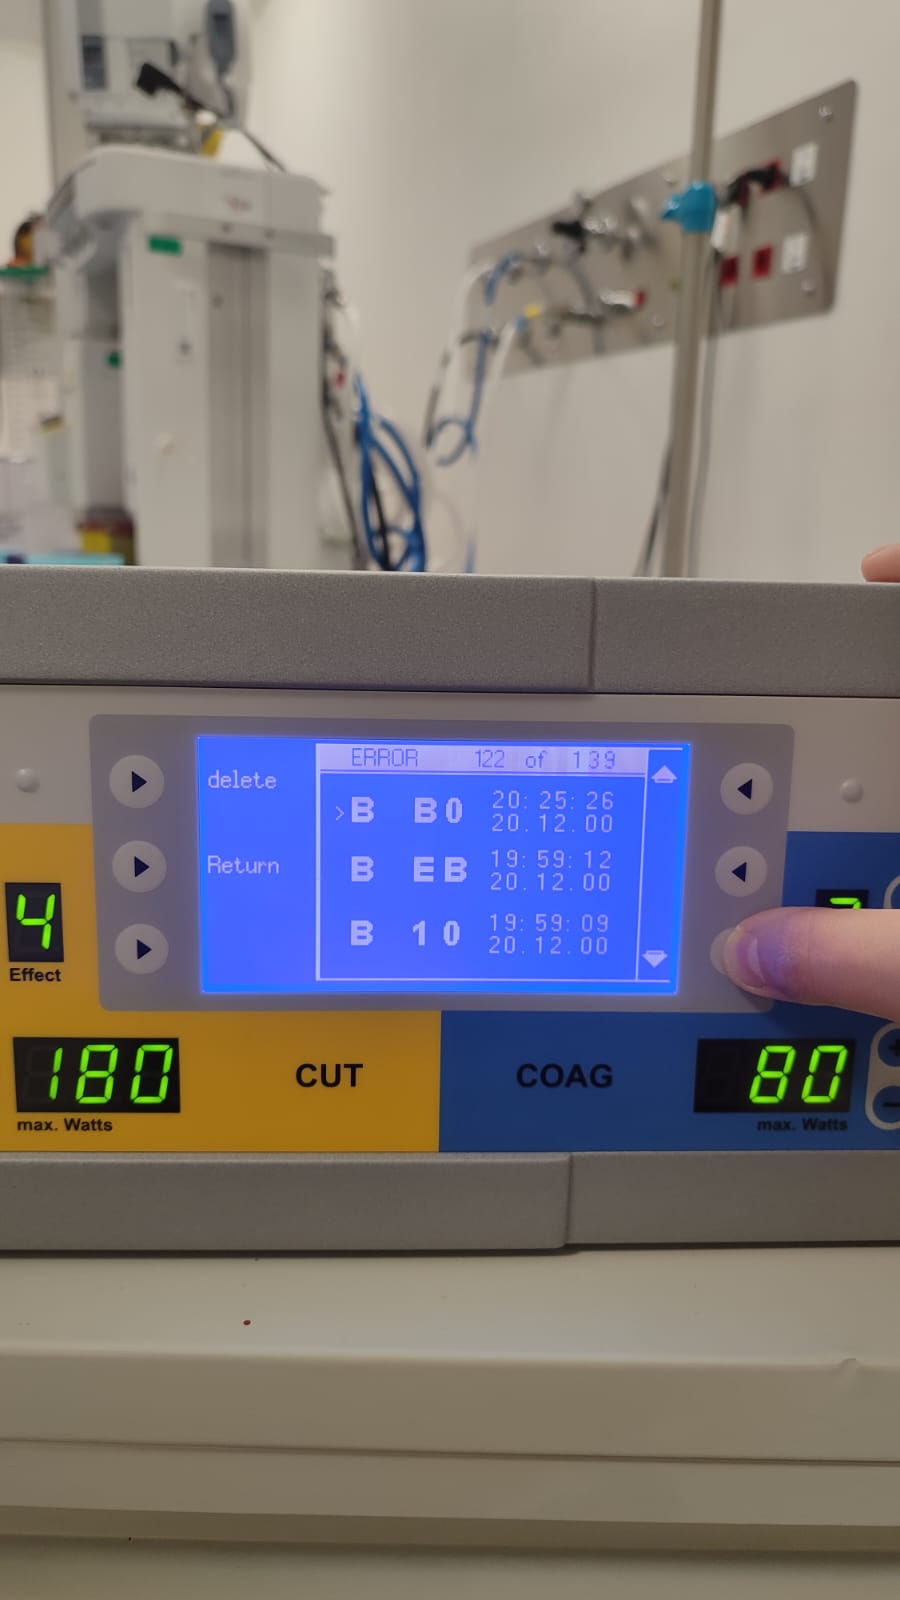 delete
Return
ERROR 122 of 139
>B B0 20:25:26
20.12.00
B EB 19:59:12
20.12.00
B 10 19:59:09
20.12.00
4
Effect
180
max. Watts
CUT
COAG
80
max. Watts